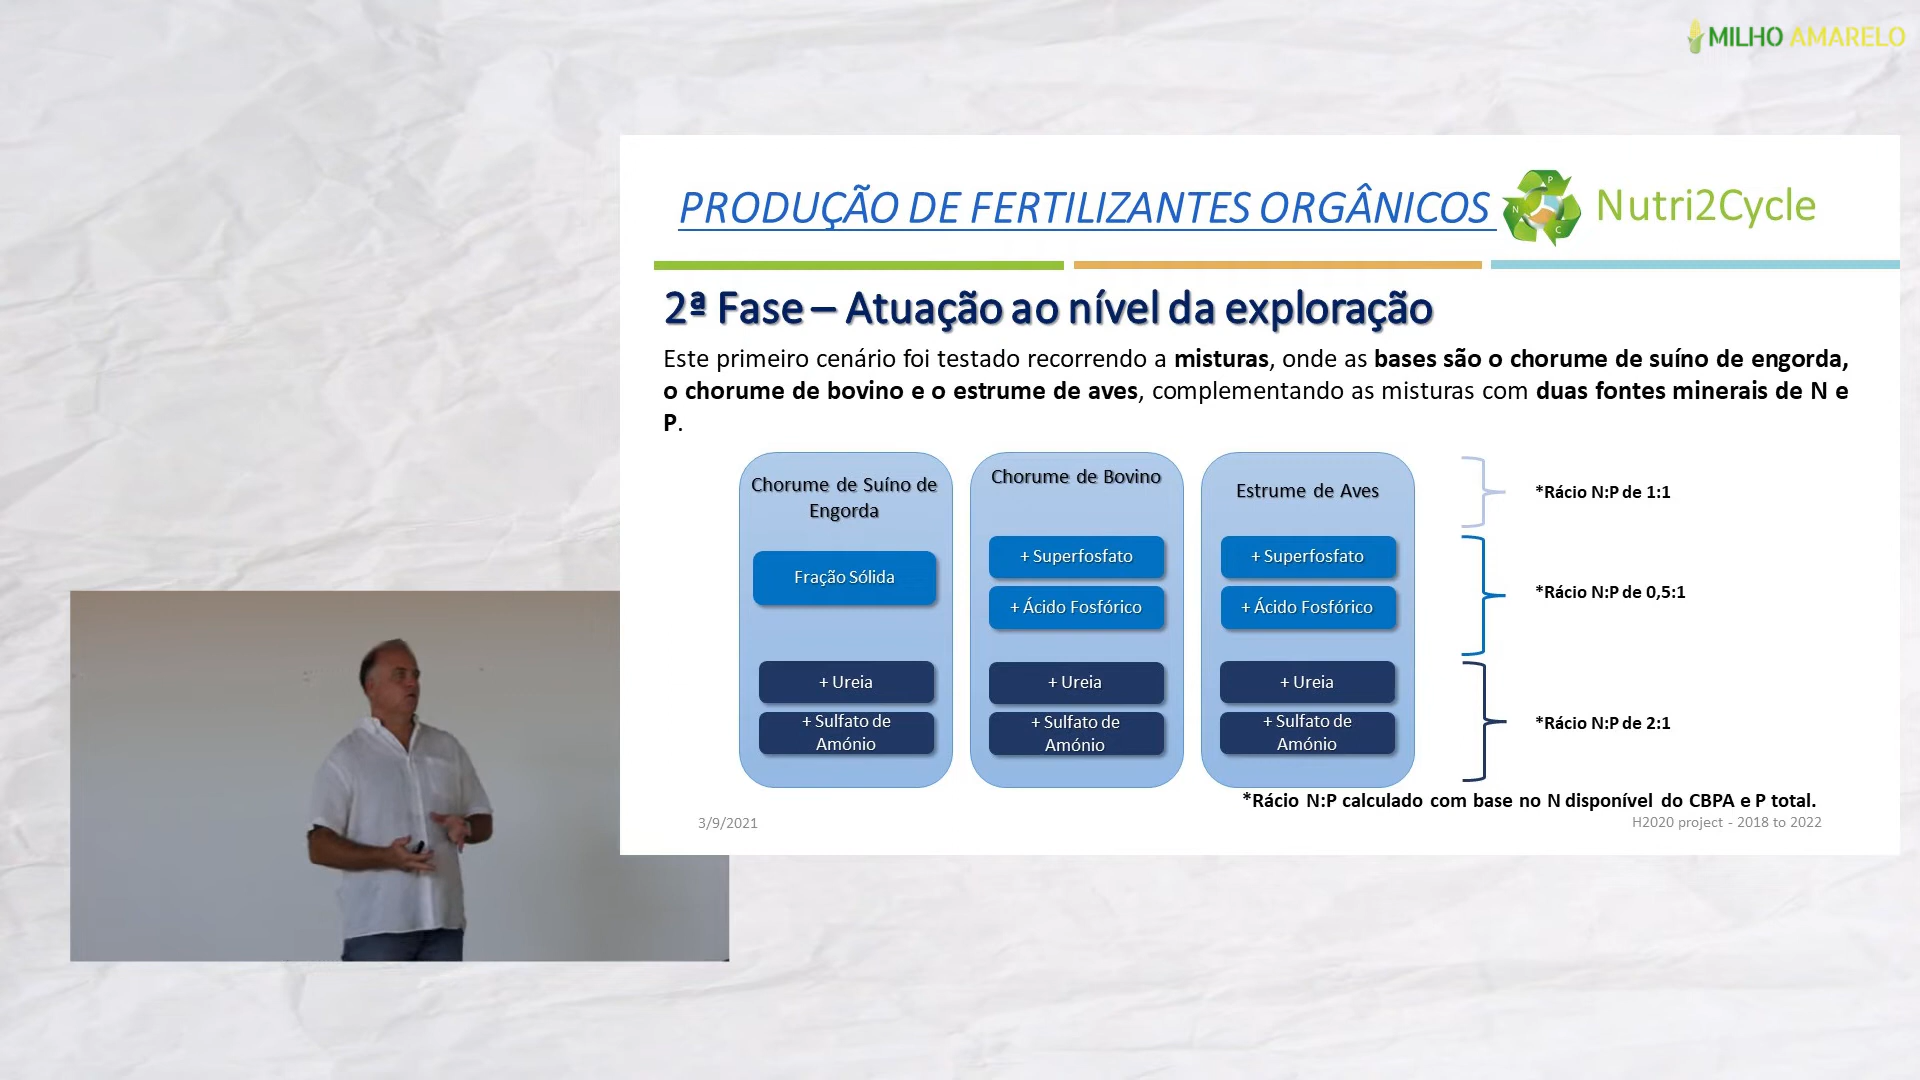 MILHO AMARELO
PRODUÇÃO DE FERTILIZANTES ORGÂNICOS
Nutri2Cycle
2ª Fase – Atuação ao nível da exploração
Este primeiro cenário foi testado recorrendo a misturas, onde as bases são o chorume de suíno de engorda,
o chorume de bovino e o estrume de aves, complementando as misturas com duas fontes minerais de N e
P.
Chorume de Suíno de
Engorda
Fração Sólida
+ Ureia
+ Sulfato de
Amónio
Chorume de Bovino
+ Superfosfato
+ Ácido Fosfórico
+ Ureia
+ Sulfato de
Amónio
Estrume de Aves
+ Superfosfato
+ Ácido Fosfórico
+ Ureia
+ Sulfato de
Amónio
*Rácio N:P de 1:1
*Rácio N:P de 0,5:1
*Rácio N:P de 2:1
*Rácio N:P calculado com base no N disponível do CBPA e P total.
3/9/2021
H2020 project - 2018 to 2022